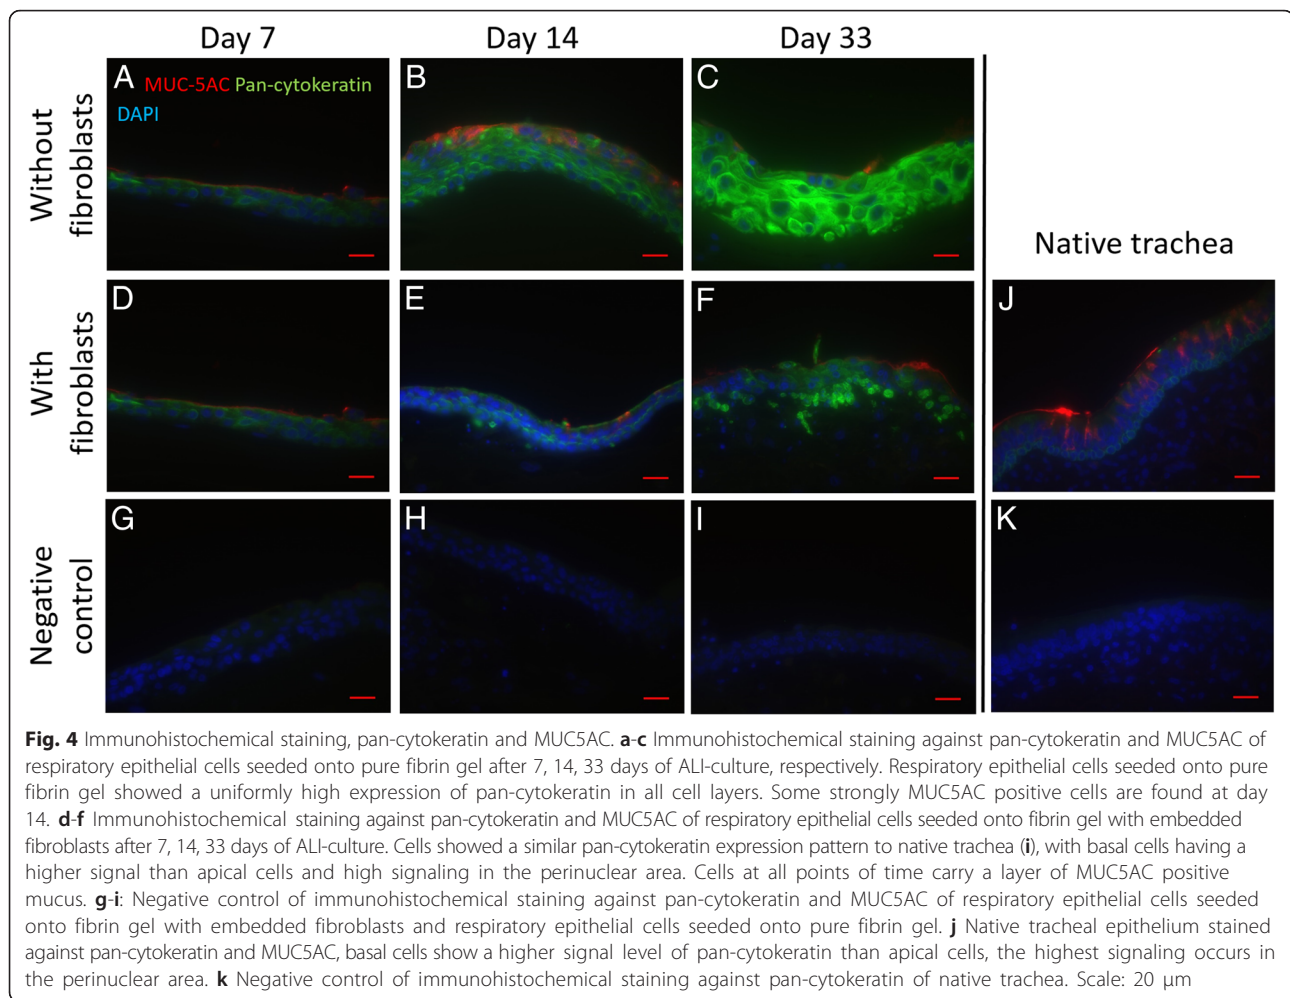 Day 7
Day 14
Day 33
Without
fibroblasts
A
MUC-5AC Pan-cytokeratin
DAPI
B
C
Native trachea
With
fibroblasts
D
E
F
J
Negative
control
G
H
I
K
Fig. 4 Immunohistochemical staining, pan-cytokeratin and MUC5AC. a-c Immunohistochemical staining against pan-cytokeratin and MUC5AC of
respiratory epithelial cells seeded onto pure fibrin gel after 7, 14, 33 days of ALI-culture, respectively. Respiratory epithelial cells seeded onto pure
fibrin gel showed a uniformly high expression of pan-cytokeratin in all cell layers. Some strongly MUC5AC positive cells are found at day
14. d-f Immunohistochemical staining against pan-cytokeratin and MUC5AC of respiratory epithelial cells seeded onto fibrin gel with embedded
fibroblasts after 7, 14, 33 days of ALI-culture. Cells showed a similar pan-cytokeratin expression pattern to native trachea (i), with basal cells having a
higher signal than apical cells and high signaling in the perinuclear area. Cells at all points of time carry a layer of MUC5AC positive
mucus. g-i: Negative control of immunohistochemical staining against pan-cytokeratin and MUC5AC of respiratory epithelial cells seeded
onto fibrin gel with embedded fibroblasts and respiratory epithelial cells seeded onto pure fibrin gel. j Native tracheal epithelium stained
against pan-cytokeratin and MUC5AC, basal cells show a higher signal level of pan-cytokeratin than apical cells, the highest signaling occurs in
the perinuclear area. k Negative control of immunohistochemical staining against pan-cytokeratin of native trachea. Scale: 20 μm